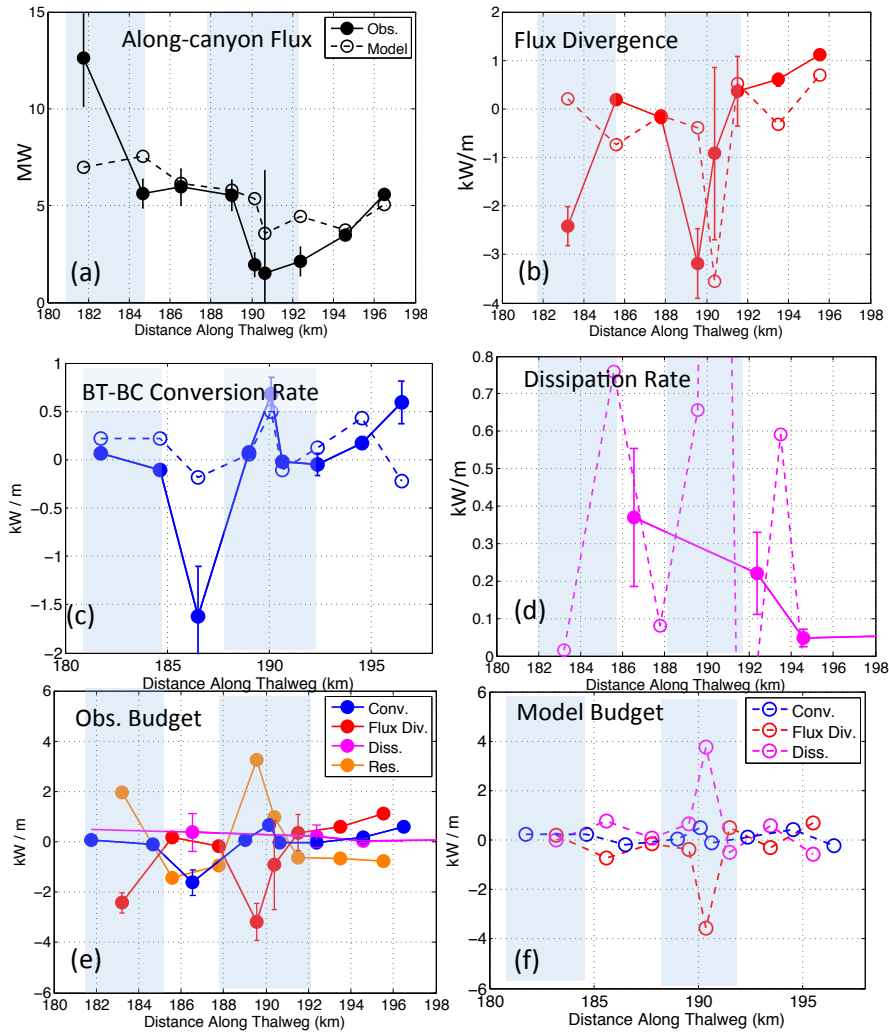 Along-canyon Flux
Obs.
Model
15
10
5
0
MW
(a)
180 182 184 186 188 190 192 194 196 198
Distance Along Thalweg (km)
Flux Divergence
2
1
0
−1
−2
−3
−4
kW/m
(b)
180 182 184 186 188 190 192 194 196 198
Distance Along Thalweg (km)
BT-BC Conversion Rate
1
0.5
0
−0.5
−1
−1.5
−2
kW / m
(c)
180 185 190 195
Distance Along Thalweg (km)
Dissipation Rate
0.8
0.7
0.6
0.5
0.4
0.3
0.2
0.1
0
kW/m
(d)
180 182 184 186 188 190 192 194 196 198
Distance Along Thalweg (km)
Obs. Budget
Conv.
Flux Div.
Diss.
Res.
6
4
2
0
−2
−4
−6
kW / m
(e)
180 182 184 186 188 190 192 194 196 198
Distance Along Thalweg (km)
Model Budget
Conv.
Flux Div.
Diss.
6
4
2
0
−2
−4
−6
kW / m
(f)
180 185 190 195
Distance Along Thalweg (km)